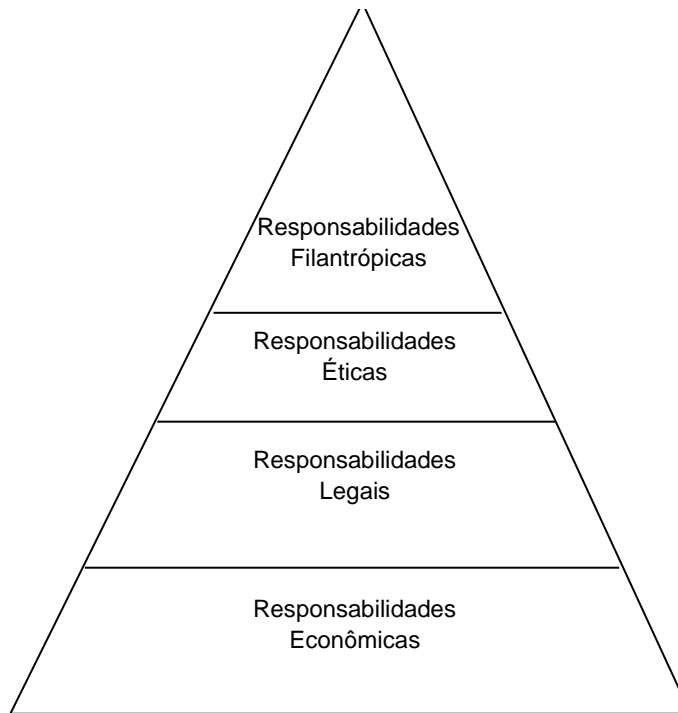 Responsabilidades
Filantrópicas
Responsabilidades
Éticas
Responsabilidades
Legais
Responsabilidades
Econômicas